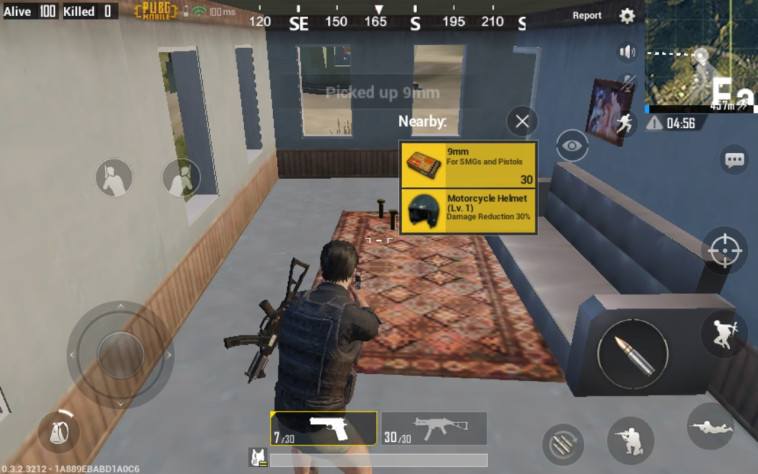 Alive 100 Killed 0
PUBG
MOBILE
100 ms
120 SE 150 165 S 195 210 S
Report
Picked up 9mm
Nearby:
Ea
457m
04:56
9mm
For SMGs and Pistols
30
Motorcycle Helmet
(Lv. 1)
Damage Reduction 30%
7/30
30/30
0.3.2.3212 - 1A889EBABD1A0C6